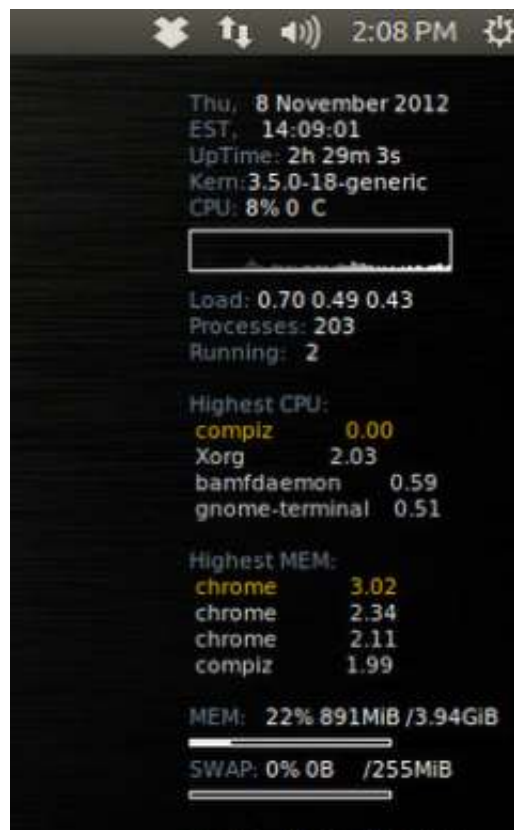 2:08 PM
Thu, 8 November 2012
EST, 14:09:01
UpTime: 2h 29m 3s
Kern:3.5.0-18-generic
CPU: 8% 0 C
Load: 0.70 0.49 0.43
Processes: 203
Running: 2
Highest CPU:
compiz 0.00
Xorg 2.03
bamfdaemon 0.59
gnome-terminal 0.51
Highest MEM:
chrome 3.02
chrome 2.34
chrome 2.11
compiz 1.99
MEM: 22% 891MiB /3.94GiB
SWAP: 0% 0B /255MiB